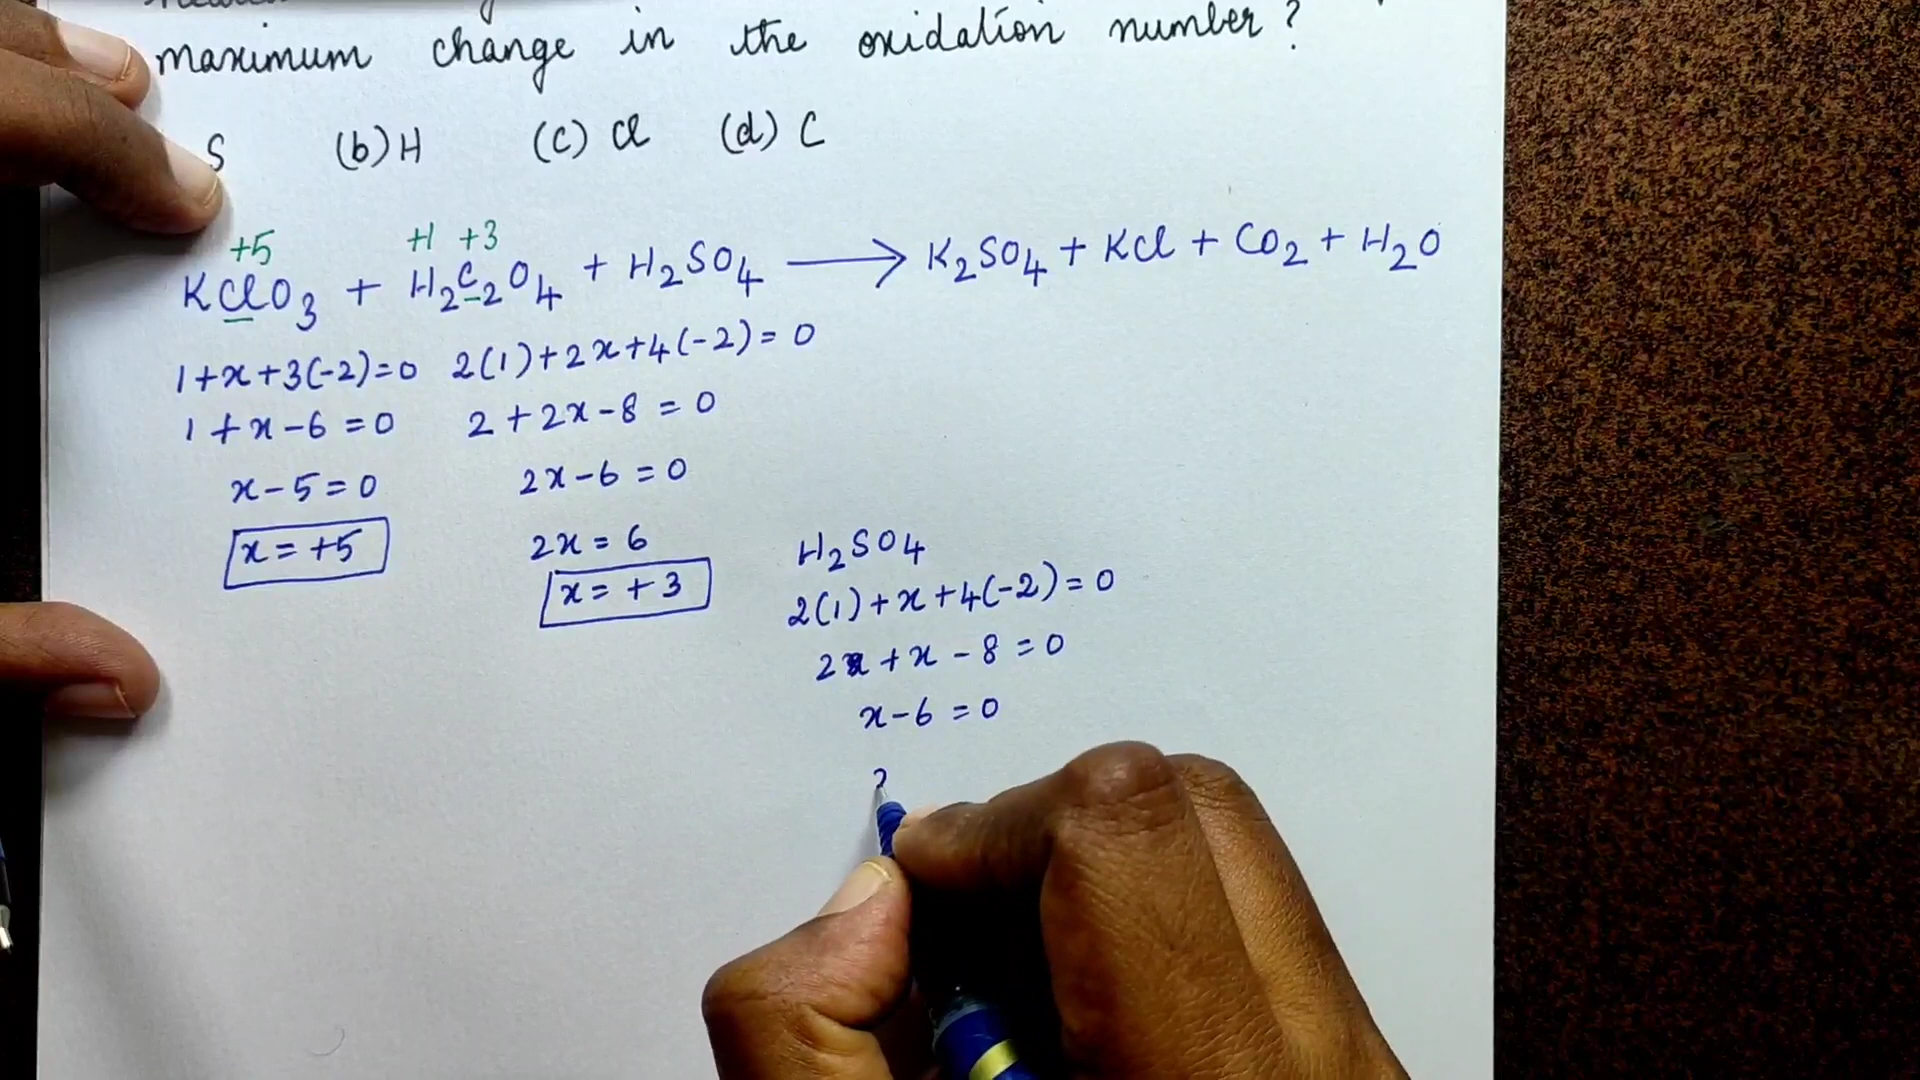 maximum change in the oxidation number?
S (b) H (c) Cl (d) C
+5 +1 +3
KClO3 + H2C2O4 + H2SO4 ⟶ K2SO4 + KCl + CO2 + H2O
1+x+3(-2)=0 2(1)+2x+4(-2)=0
1+x-6=0 2+2x-8=0
x-5=0 2x-6=0
x=+5 2x=6
x=+3
H2SO4
2(1)+x+4(-2)=0
2+x-8=0
x-6=0